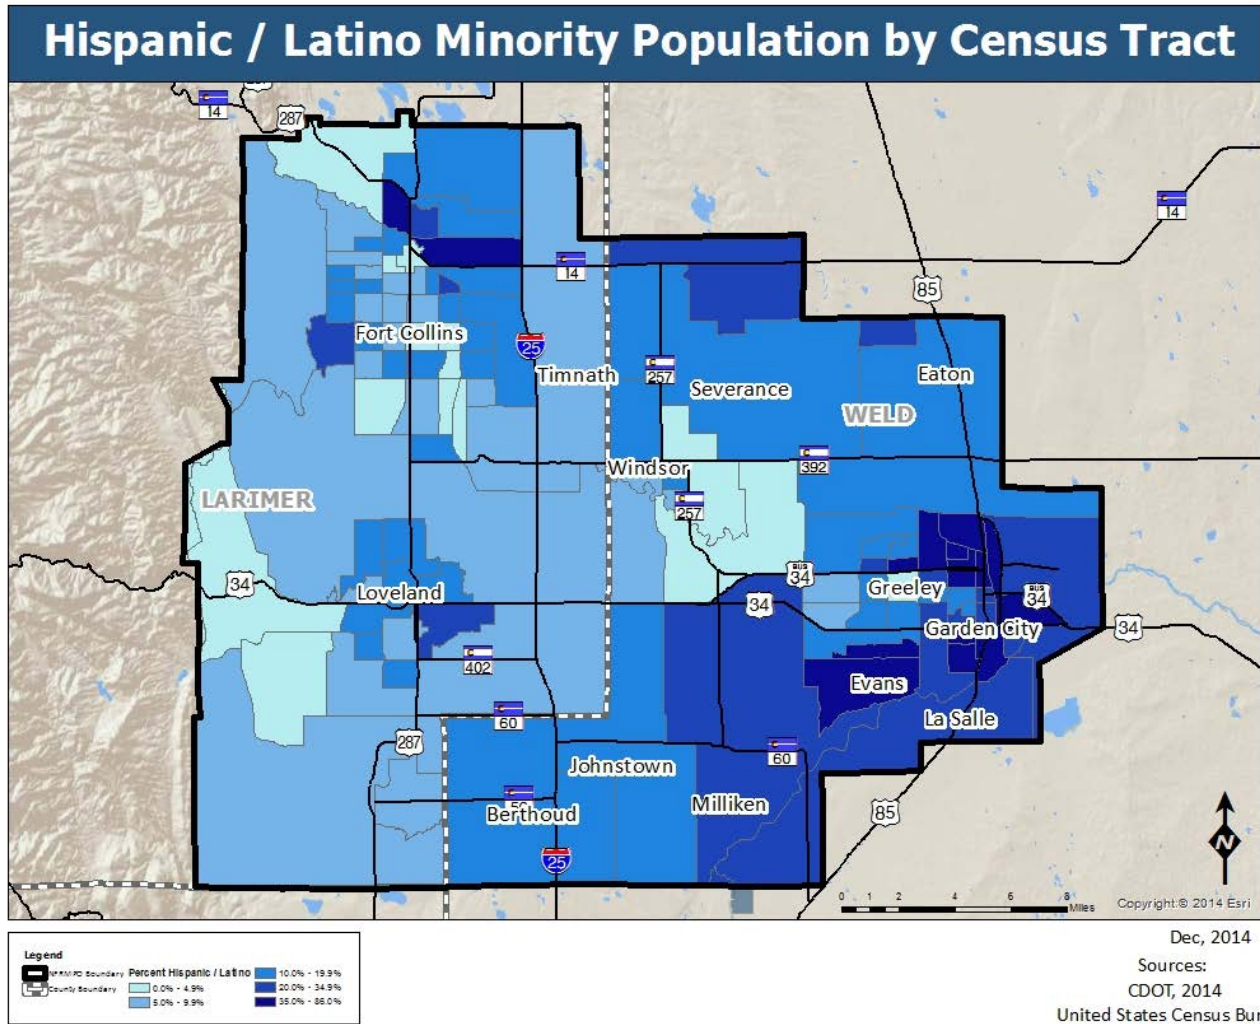 Hispanic / Latino Minority Population by Census Tract
14
287
14
14
85
Fort Collins
25
Timnath
257
Severance
Eaton
WELD
392
Windsor
LARIMER
257
34
Loveland
34
BUS
34
Greeley
BUS
34
34
Garden City
402
Evans
60
La Salle
287
60
Johnstown
Milliken
Berthoud
85
25
N
0 1 2 4 6 8
Miles
Copyright:© 2014 Esri
Legend
NFRMPO Boundary
County Boundary
Percent Hispanic / Latino
0.0% - 4.9%
5.0% - 9.9%
10.0% - 19.9%
20.0% - 34.9%
35.0% - 86.0%
Dec, 2014
Sources:
CDOT, 2014
United States Census Bur